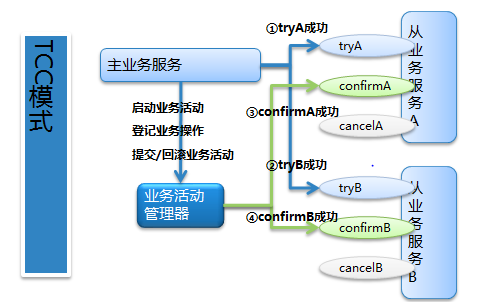 TCC模式
主业务服务
启动业务活动
登记业务操作
提交/回滚业务活动
业务活动
管理器
①tryA成功
③confirmA成功
②tryB成功
④confirmB成功
tryA
confirmA
cancelA
从业务服务A
tryB
confirmB
cancelB
从业务服务B